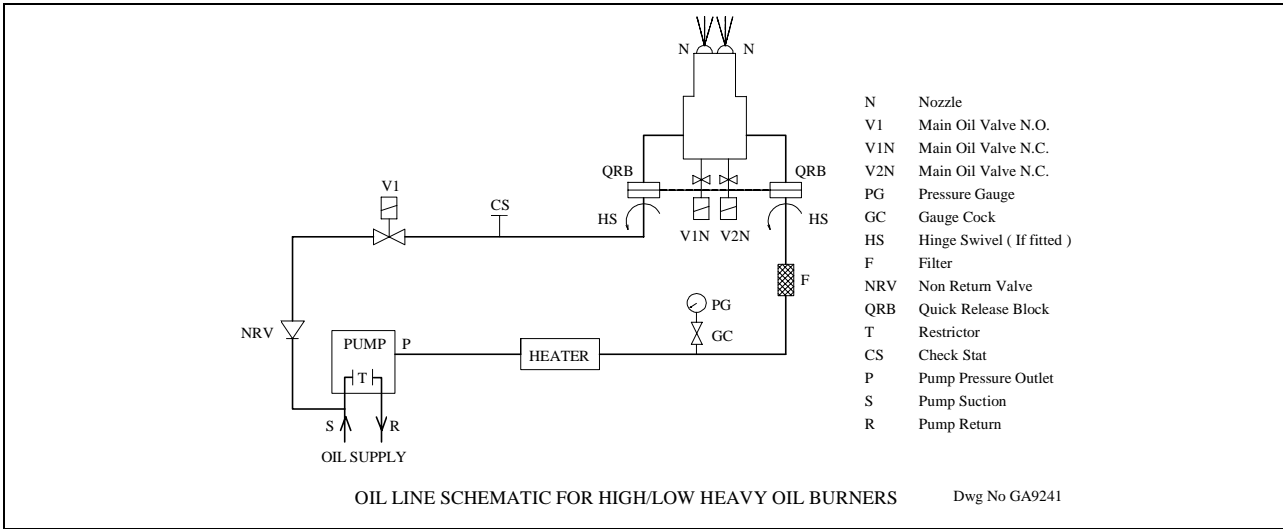 N N
QRB QRB
V1
CS
HS HS
V1N V2N
F
PG
NRV
GC
PUMP P
HEATER
T
S R
OIL SUPPLY
N Nozzle
V1 Main Oil Valve N.O.
V1N Main Oil Valve N.C.
V2N Main Oil Valve N.C.
PG Pressure Gauge
GC Gauge Cock
HS Hinge Swivel ( If fitted )
F Filter
NRV Non Return Valve
QRB Quick Release Block
T Restrictor
CS Check Stat
P Pump Pressure Outlet
S Pump Suction
R Pump Return
OIL LINE SCHEMATIC FOR HIGH/LOW HEAVY OIL BURNERS Dwg No GA9241